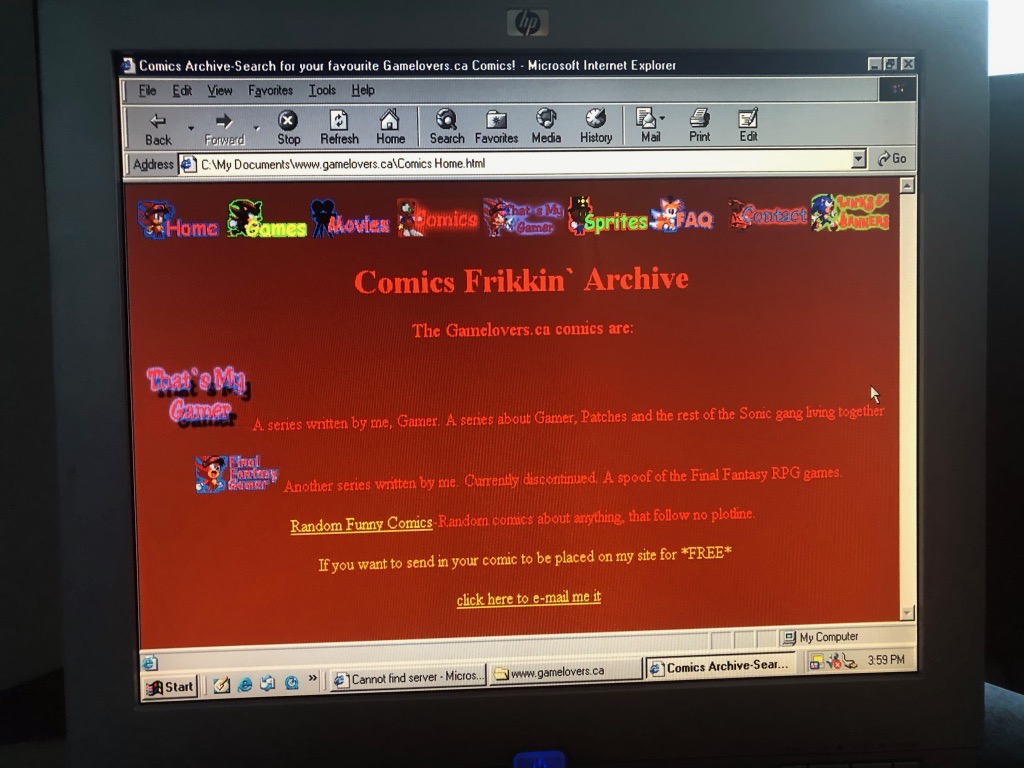 hp
Comics Archive-Search for your favourite Gamelovers.ca Comics! - Microsoft Internet Explorer
File Edit View Favorites Tools Help
Back Forward Stop Refresh Home Search Favorites Media History Mail Print Edit
Address C:\My Documents\www.gamelovers.ca\Comics Home.html Go
Home Games Movies Comics That`s My Gamer Sprites FAQ Contact LINKS & BANNERS
Comics Frikkin` Archive
The Gamelovers.ca comics are:
That`s My
Gamer
A series written by me, Gamer. A series about Gamer, Patches and the rest of the Sonic gang living together
Final
Fantasy
Gamer
Another series written by me. Currently discontinued. A spoof of the Final Fantasy RPG games.
Random Funny Comics-Random comics about anything, that follow no plotline.
If you want to send in your comic to be placed on my site for *FREE*
click here to e-mail me it
My Computer
Start » Cannot find server - Micros... www.gamelovers.ca Comics Archive-Sear... 3:59 PM